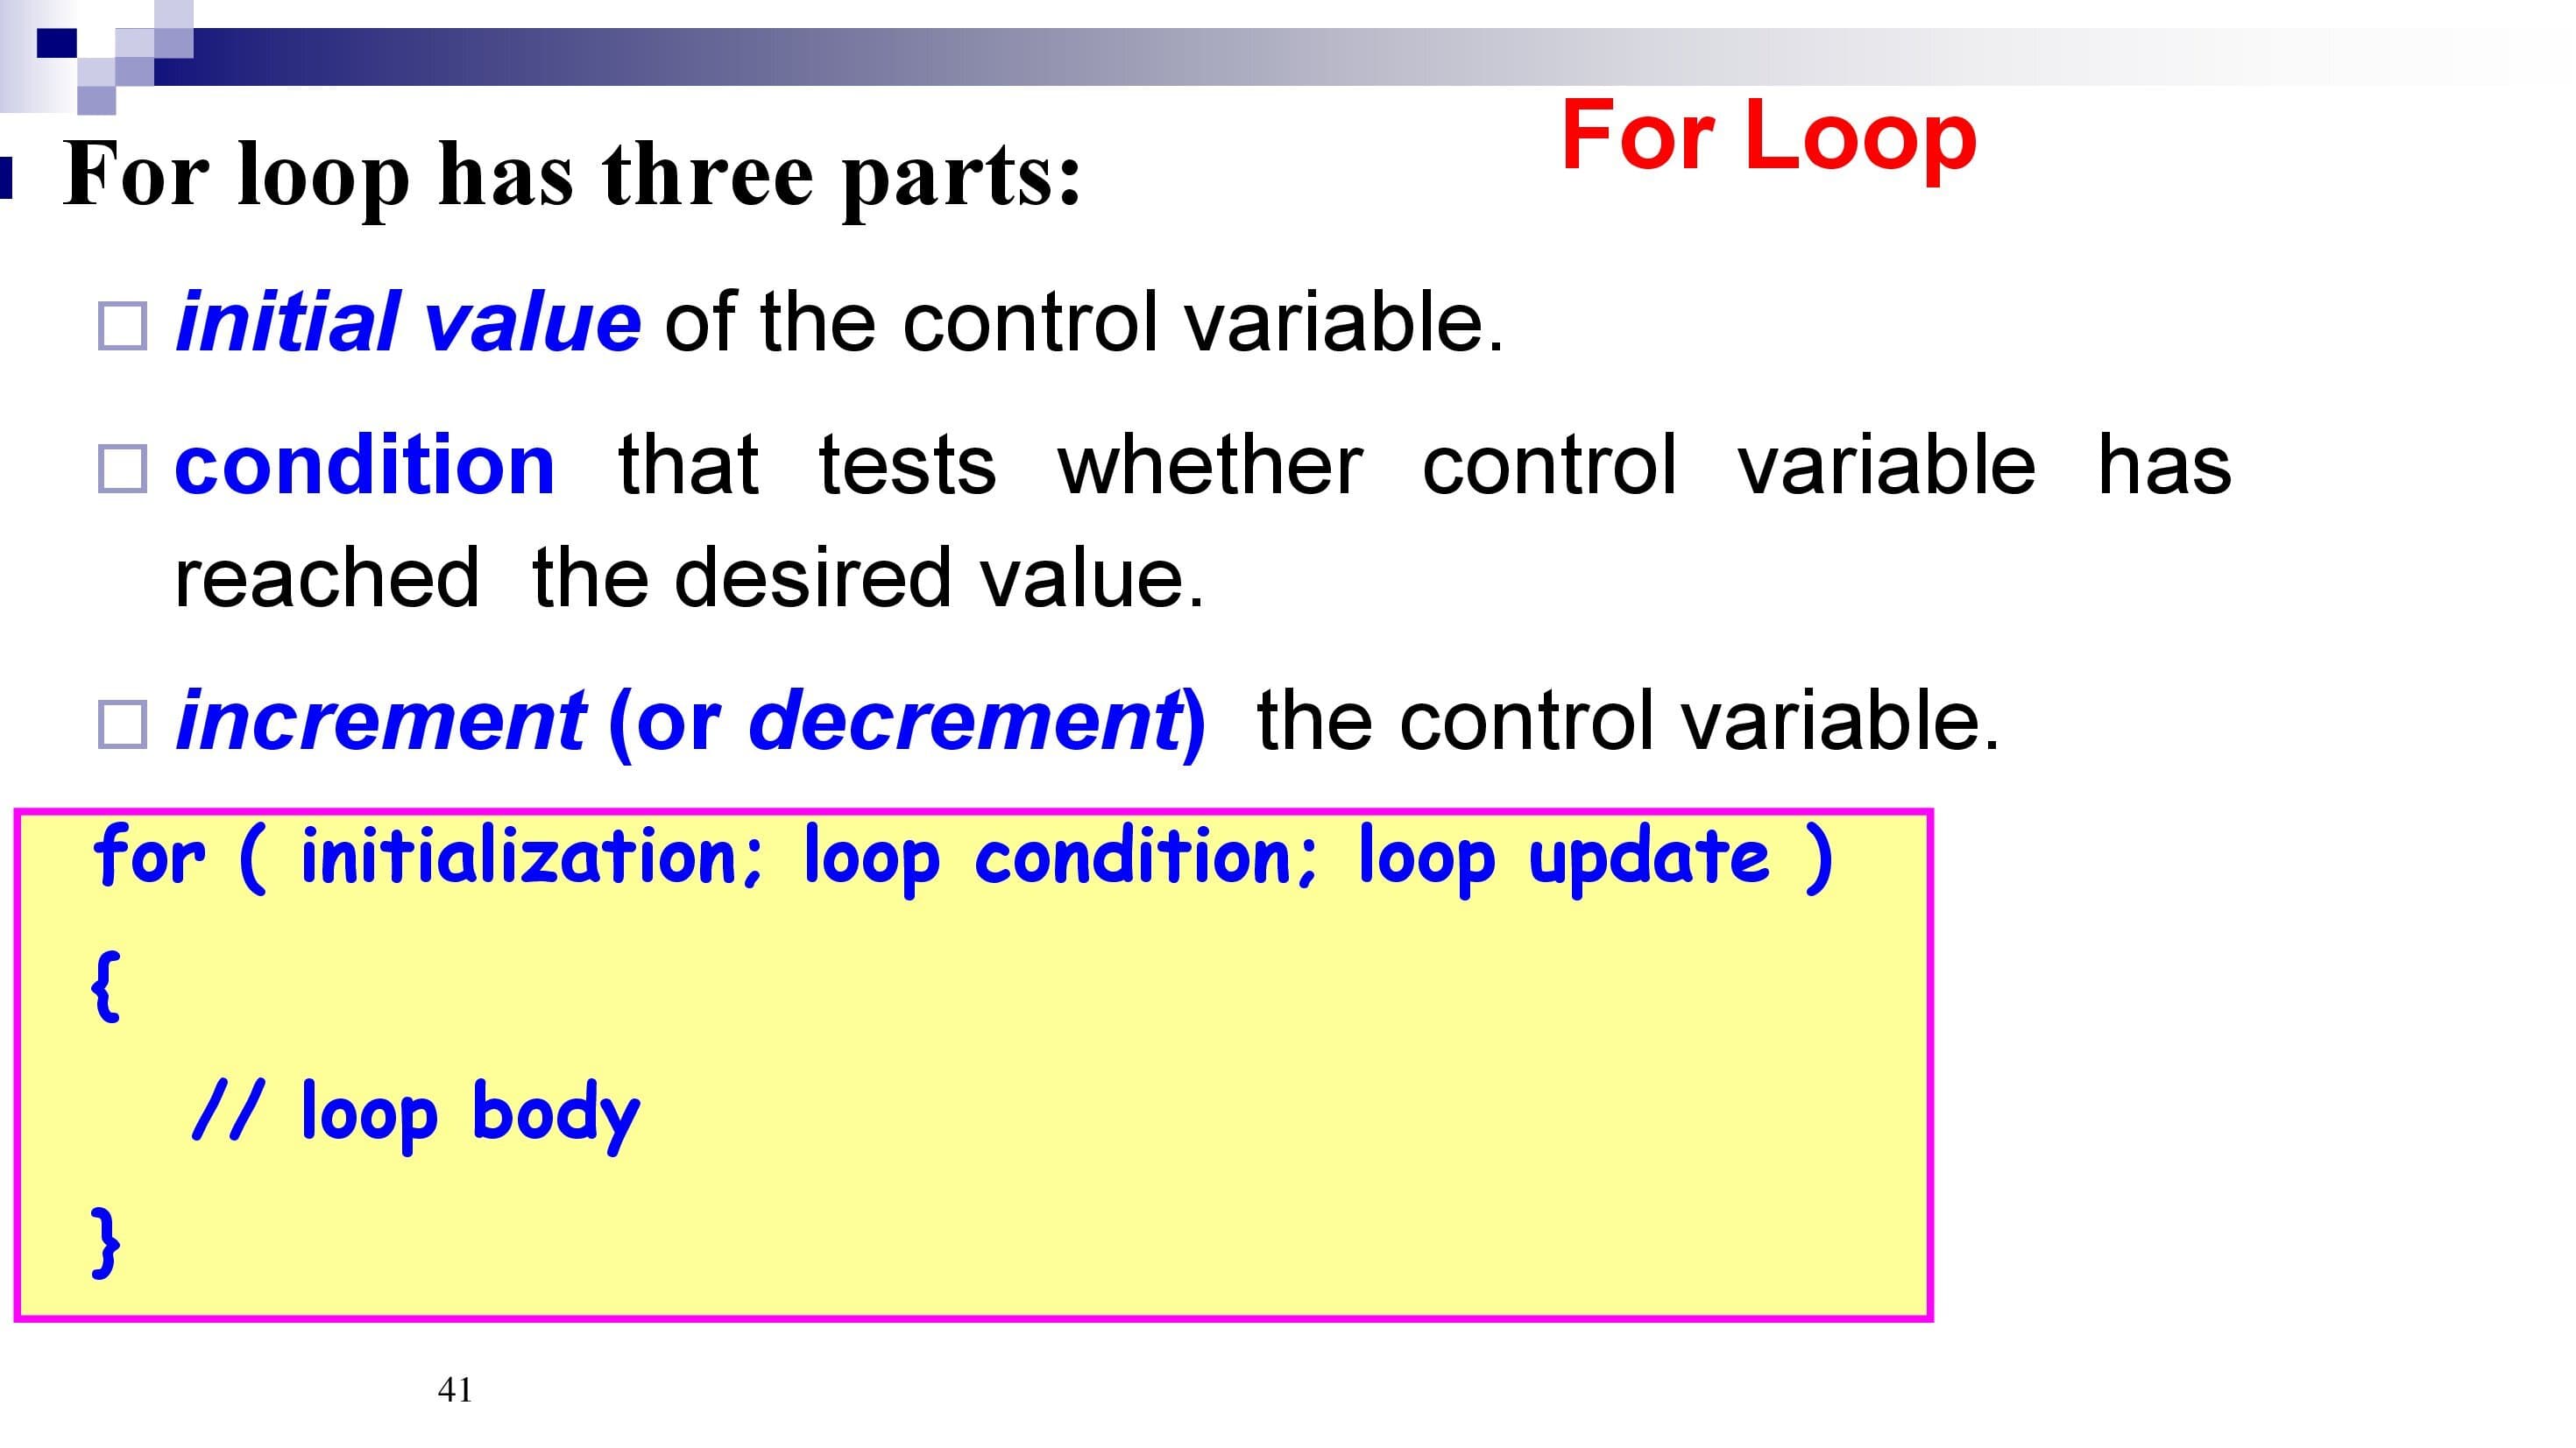 For Loop
For loop has three parts:
initial value of the control variable.
condition that tests whether control variable has
reached the desired value.
increment (or decrement) the control variable.
for ( initialization; loop condition; loop update )
{
// loop body
}
41